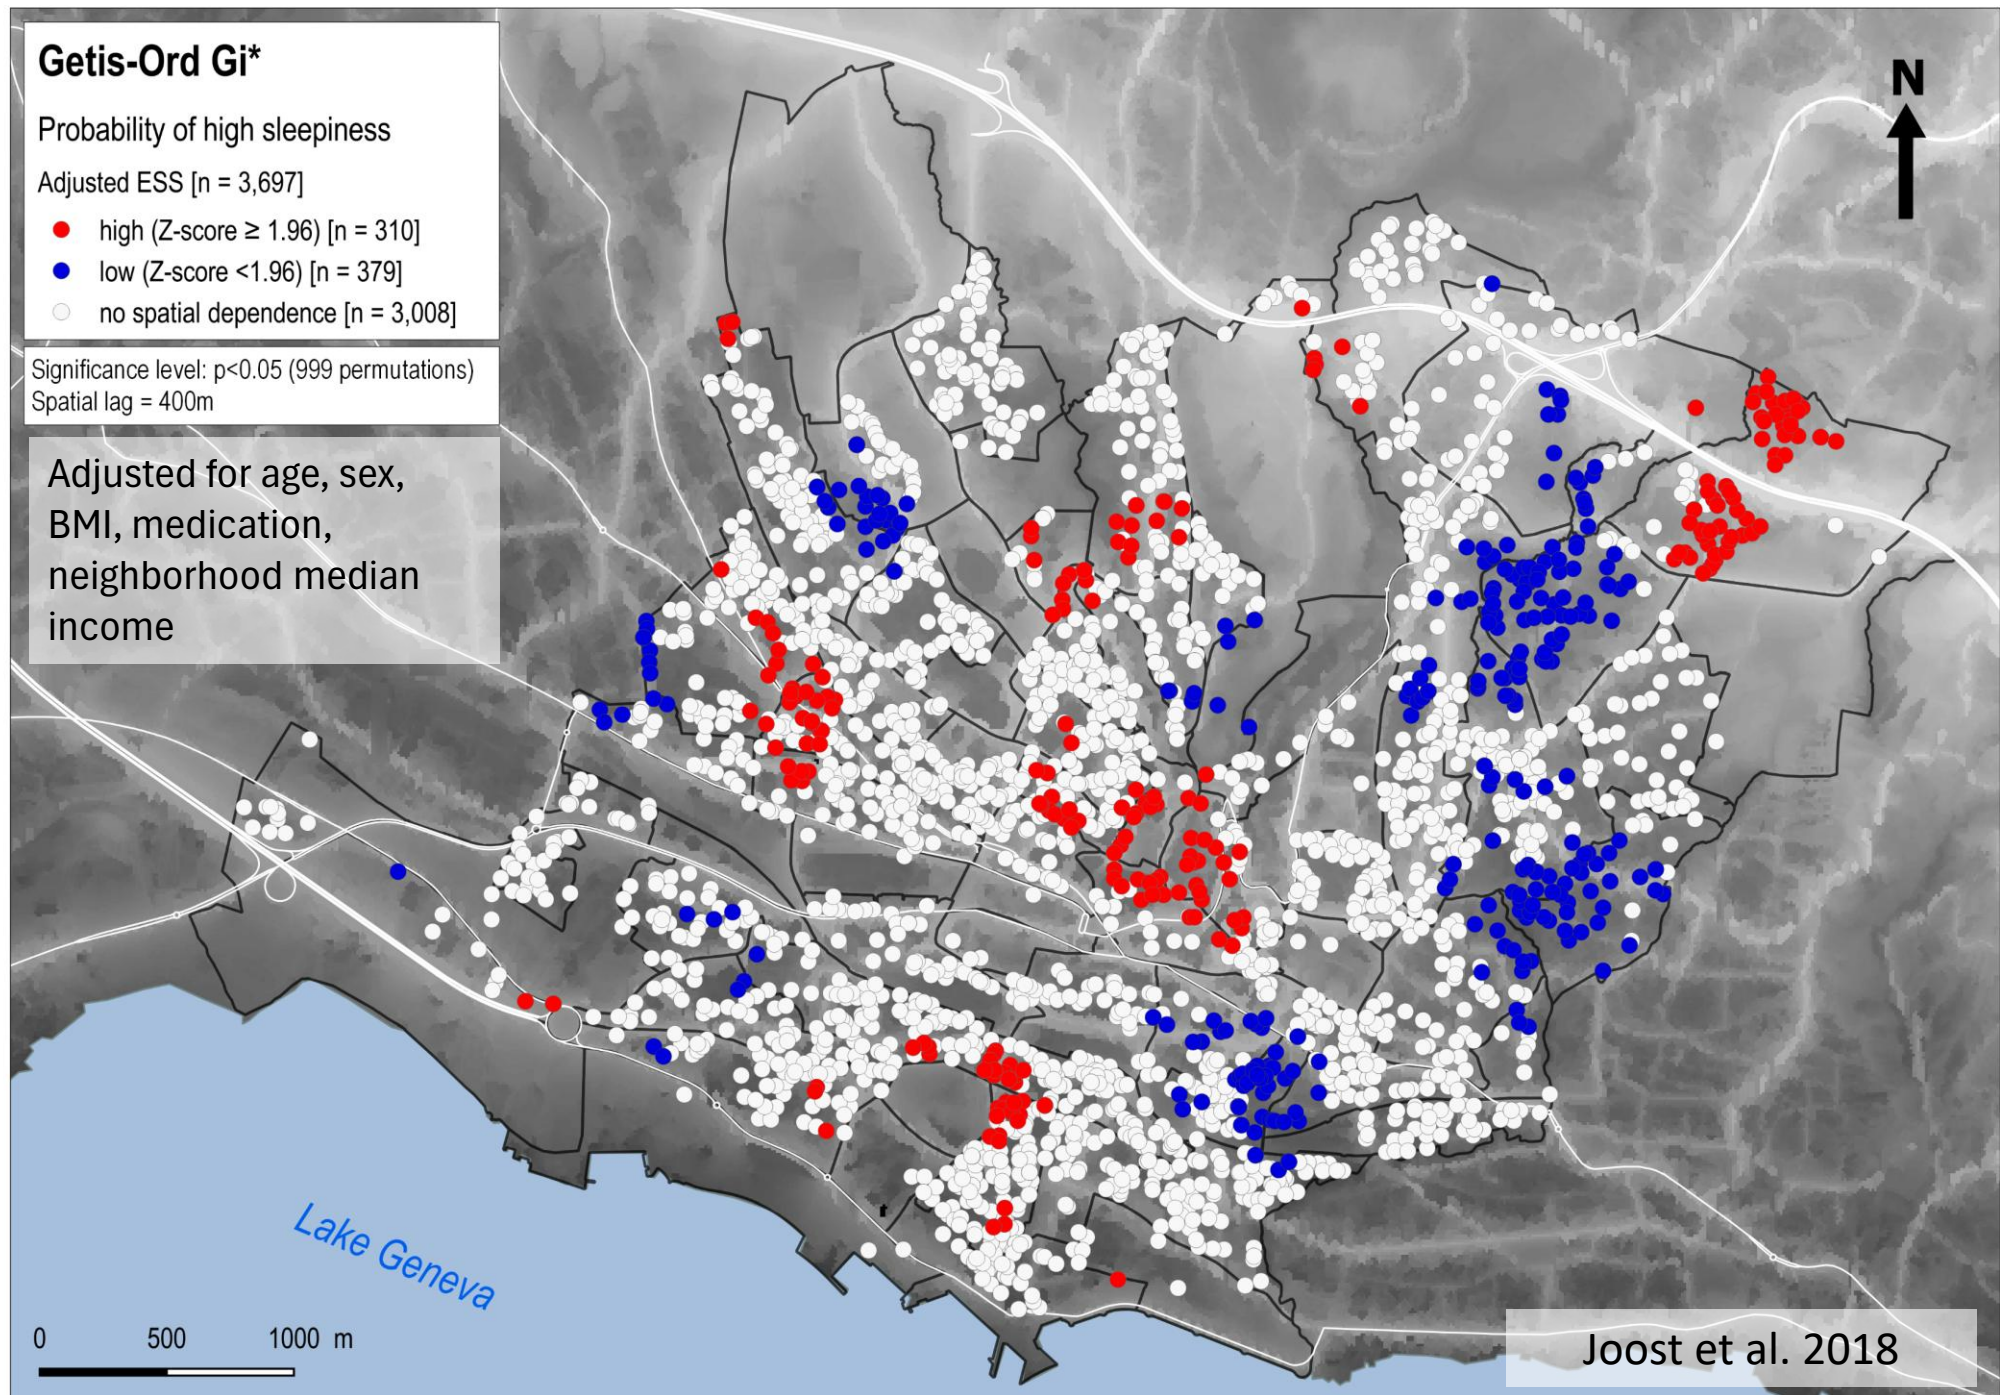 Getis-Ord Gi*
Probability of high sleepiness
Adjusted ESS [n = 3,697]
high (Z-score ≥ 1.96) [n = 310]
low (Z-score <1.96) [n = 379]
no spatial dependence [n = 3,008]
Significance level: p<0.05 (999 permutations)
Spatial lag = 400m
Adjusted for age, sex,
BMI, medication,
neighborhood median
income
N
Lake Geneva
0 500 1000 m
Joost et al. 2018